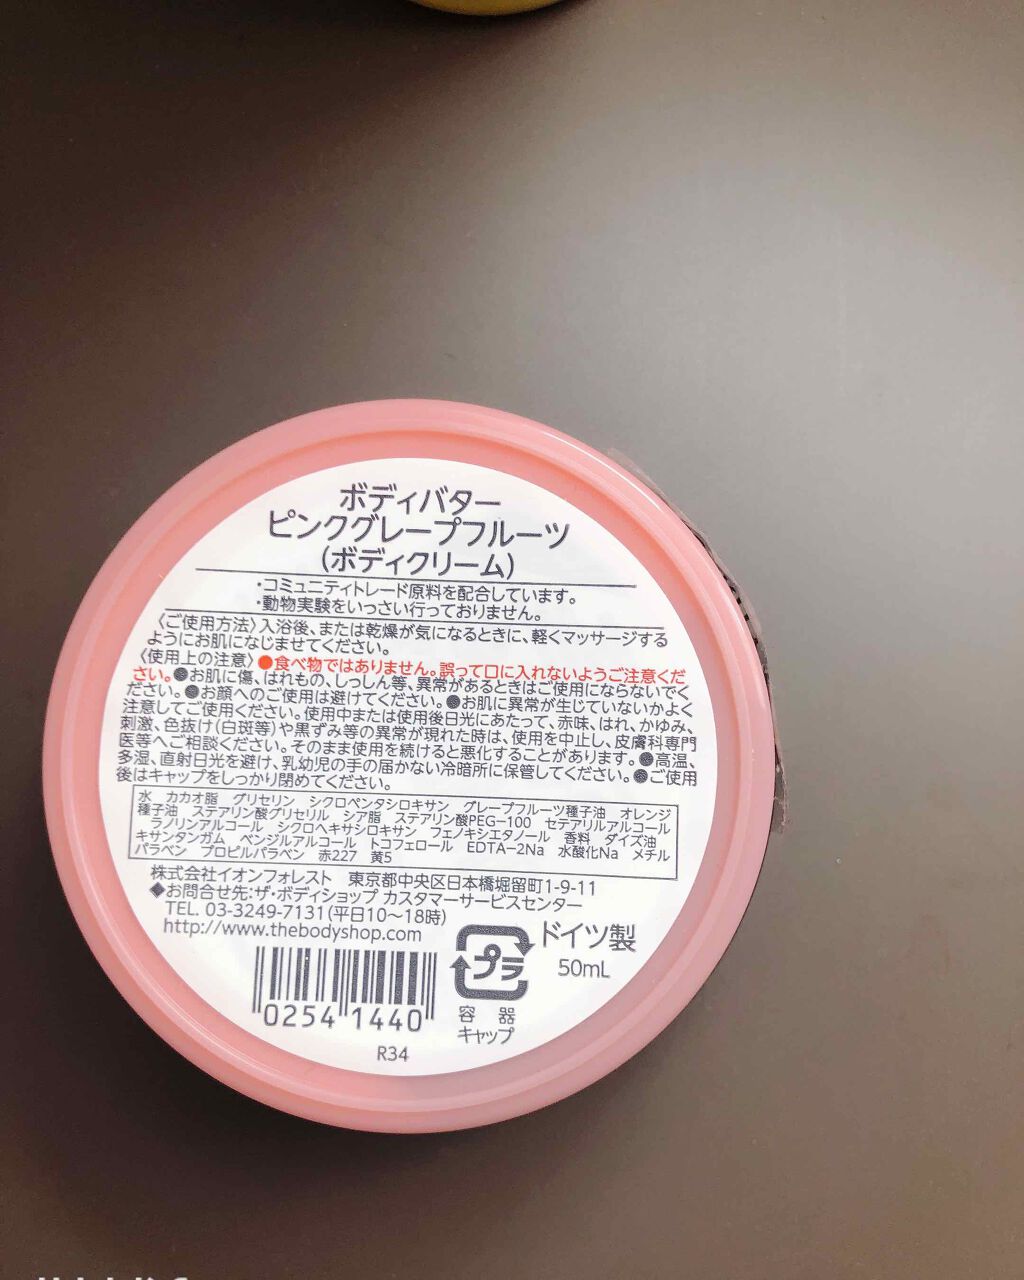 ボディバター
ピンクグレープフルーツ
(ボディクリーム)
・コミュニティトレード原料を配合しています。
・動物実験をいっさい行っておりません。
〈ご使用方法〉入浴後、または乾燥が気になるときに、軽くマッサージする
ようにお肌になじませてください。
〈使用上の注意〉●食べ物ではありません。誤って口に入れないようご注意くだ
さい。●お肌に傷、はれもの、しっしん等、異常があるときはご使用にならないでく
ださい。●お顔へのご使用は避けてください。●お肌に異常が生じていないかよく
注意してご使用ください。使用中または使用後日光にあたって、赤味、はれ、かゆみ、
刺激、色抜け(白斑等)や黒ずみ等の異常が現れた時は、使用を中止し、皮膚科専門
医等へご相談ください。そのまま使用を続けると悪化することがあります。●高温、
多湿、直射日光を避け、乳幼児の手の届かない冷暗所に保管してください。●ご使用
後はキャップをしっかり閉めてください。
水 カカオ脂 グリセリン シクロペンタシロキサン グレープフルーツ種子油 オレンジ
種子油 ステアリン酸グリセリル シア脂 ステアリン酸PEG-100 セテアリルアルコール
ラノリンアルコール シクロヘキサシロキサン フェノキシエタノール 香料 ダイズ油
キサンタンガム ベンジルアルコール トコフェロール EDTA-2Na 水酸化Na メチル
パラベン プロピルパラベン 赤227 黄5
株式会社イオンフォレスト 東京都中央区日本橋堀留町1-9-11
◆お問合せ先:ザ・ボディショップ カスタマーサービスセンター
TEL. 03-3249-7131(平日10〜18時)
http://www.thebodyshop.com
ドイツ製
50mL
プラ
容 器
キャップ
0254 1440
R34